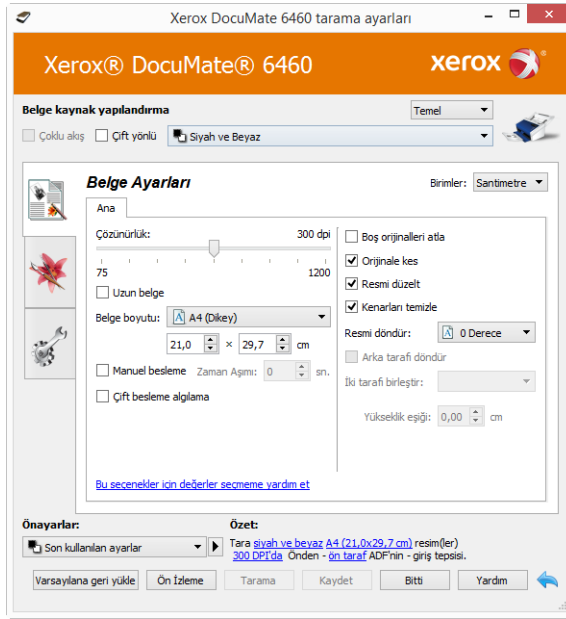 Xerox DocuMate 6460 tarama ayarları
Xerox® DocuMate® 6460
xerox
Belge kaynak yapılandırma
Temel
Çoklu akış
Çift yönlü
Siyah ve Beyaz
Belge Ayarları
Birimler:
Santimetre
Ana
Çözünürlük:
300 dpi
75
1200
Uzun belge
Belge boyutu:
A4 (Dikey)
21,0 × 29,7 cm
Manuel besleme
Zaman Aşımı: 0 sn.
Çift besleme algılama
Boş orijinalleri atla
Orijinale kes
Resmi düzelt
Kenarları temizle
Resmi döndür:
0 Derece
Arka tarafı döndür
İki tarafı birleştir:
Yükseklik eşiği: 0,00 cm
Bu seçenekler için değerler seçmeme yardım et
Önayarlar:
Son kullanılan ayarlar
Özet:
Tara siyah ve beyaz A4 (21,0x29,7 cm) resim(ler)
300 DPI'da Önden - ön taraf ADF'nin - giriş tepsisi.
Varsayılana geri yükle
Ön İzleme
Tarama
Kaydet
Bitti
Yardım